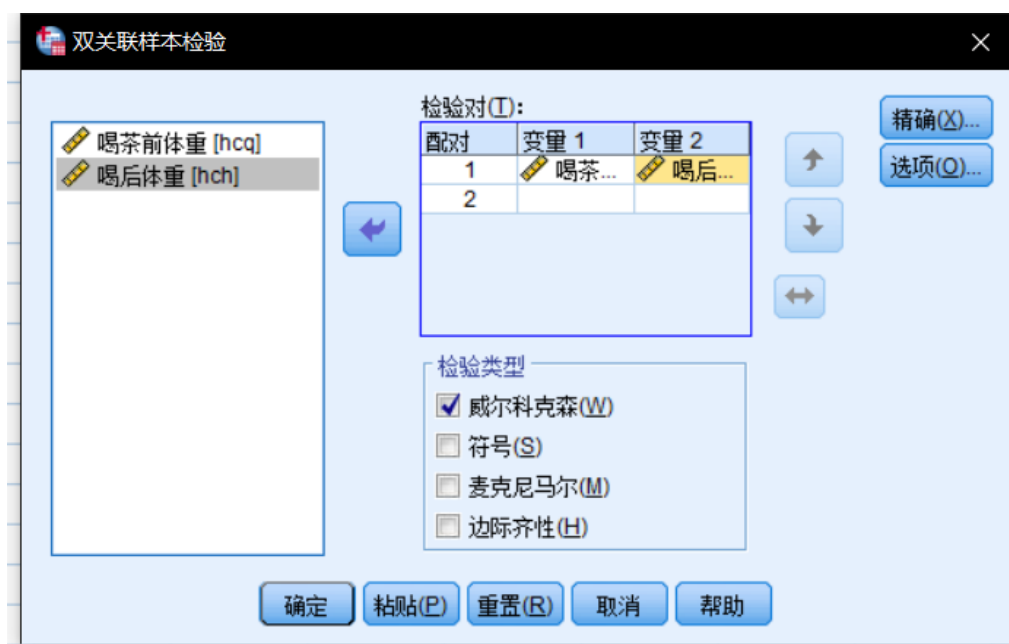 双关联样本检验
检验对(T):
喝茶前体重 [hcq]
喝后体重 [hch]
配对 变量 1 变量 2
1 喝茶... 喝后...
2
精确(X)...
选项(O)...
检验类型
威尔科克森(W)
符号(S)
麦克尼马尔(M)
边际齐性(H)
确定 粘贴(P) 重置(R) 取消 帮助